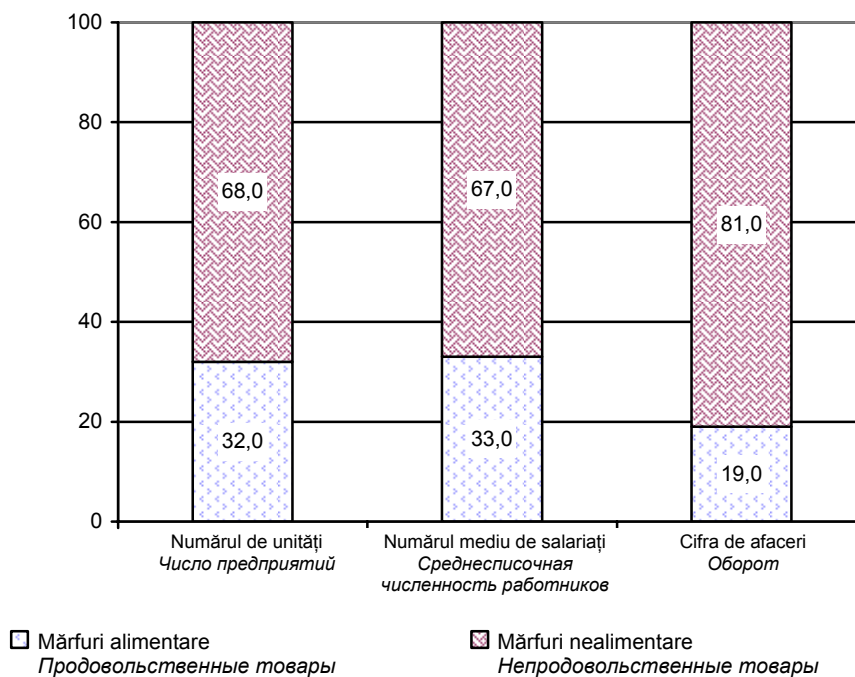 100
80
60
40
20
0
68,0
67,0
81,0
32,0
33,0
19,0
Numărul de unităţi
Число предприятий
Numărul mediu de salariaţi
Среднесписочная
численность работников
Cifra de afaceri
Оборот
Mărfuri alimentare
Продовольственные товары
Mărfuri nealimentare
Непродовольственные товары